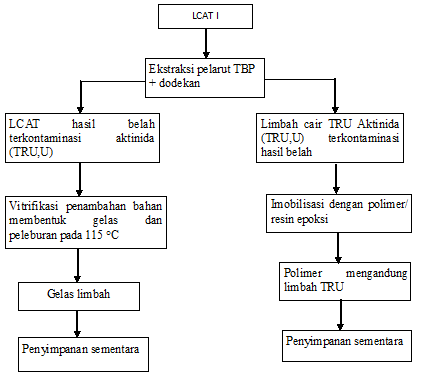 LCAT I
Ekstraksi pelarut TBP
+ dodekan
LCAT hasil belah
terkontaminasi aktinida
(TRU,U)
Limbah cair TRU Aktinida
(TRU,U) terkontaminasi
hasil belah
Vitrifikasi penambahan bahan
membentuk gelas dan
peleburan pada 115 °C
Imobilisasi dengan polimer/
resin epoksi
Gelas limbah
Polimer mengandung
limbah TRU
Penyimpanan sementara
Penyimpanan sementara